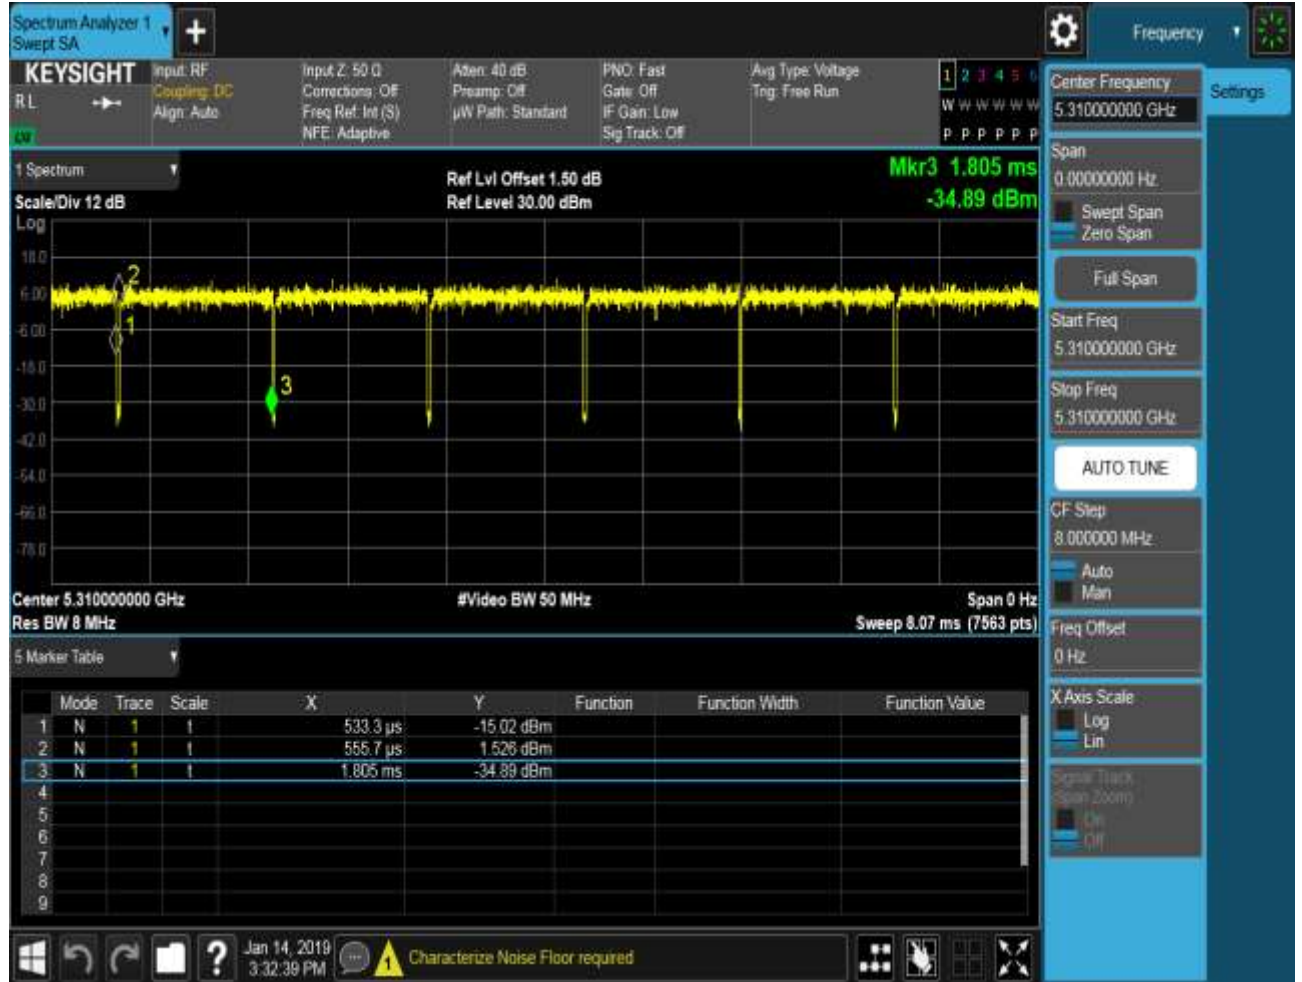 Spectrum Analyzer 1
Swept SA
+
Frequency
KEYSIGHT
RL
Input: RF
Coupling: DC
Align: Auto
Input Z: 50 Ω
Corrections: Off
Freq Ref: Int (S)
NFE: Adaptive
Atten: 40 dB
Preamp: Off
µW Path: Standard
PNO: Fast
Gate: Off
IF Gain: Low
Sig Track: Off
Avg Type: Voltage
Trig: Free Run
1 2 3 4 5 6
W W W W W W
P P P P P P
1 Spectrum
Scale/Div 12 dB
Log
Ref Lvl Offset 1.50 dB
Ref Level 30.00 dBm
Mkr3 1.805 ms
-34.89 dBm
18.0
6.00
-6.00
-18.0
-30.0
-42.0
-54.0
-66.0
-78.0
2
1
3
Center 5.310000000 GHz
#Video BW 50 MHz
Span 0 Hz
Res BW 8 MHz
Sweep 8.07 ms (7563 pts)
5 Marker Table
Mode Trace Scale X Y Function Function Width Function Value
1 N 1 t 533.3 µs -15.02 dBm
2 N 1 t 555.7 µs 1.526 dBm
3 N 1 t 1.805 ms -34.89 dBm
4
5
6
7
8
9
Center Frequency
5.310000000 GHz
Settings
Span
0.00000000 Hz
Swept Span
Zero Span
Full Span
Start Freq
5.310000000 GHz
Stop Freq
5.310000000 GHz
AUTO TUNE
CF Step
8.000000 MHz
Auto
Man
Freq Offset
0 Hz
X Axis Scale
Log
Lin
Signal Track
(Span Zoom)
On
Off
?
Jan 14, 2019
3:32:39 PM
1
Characterize Noise Floor required